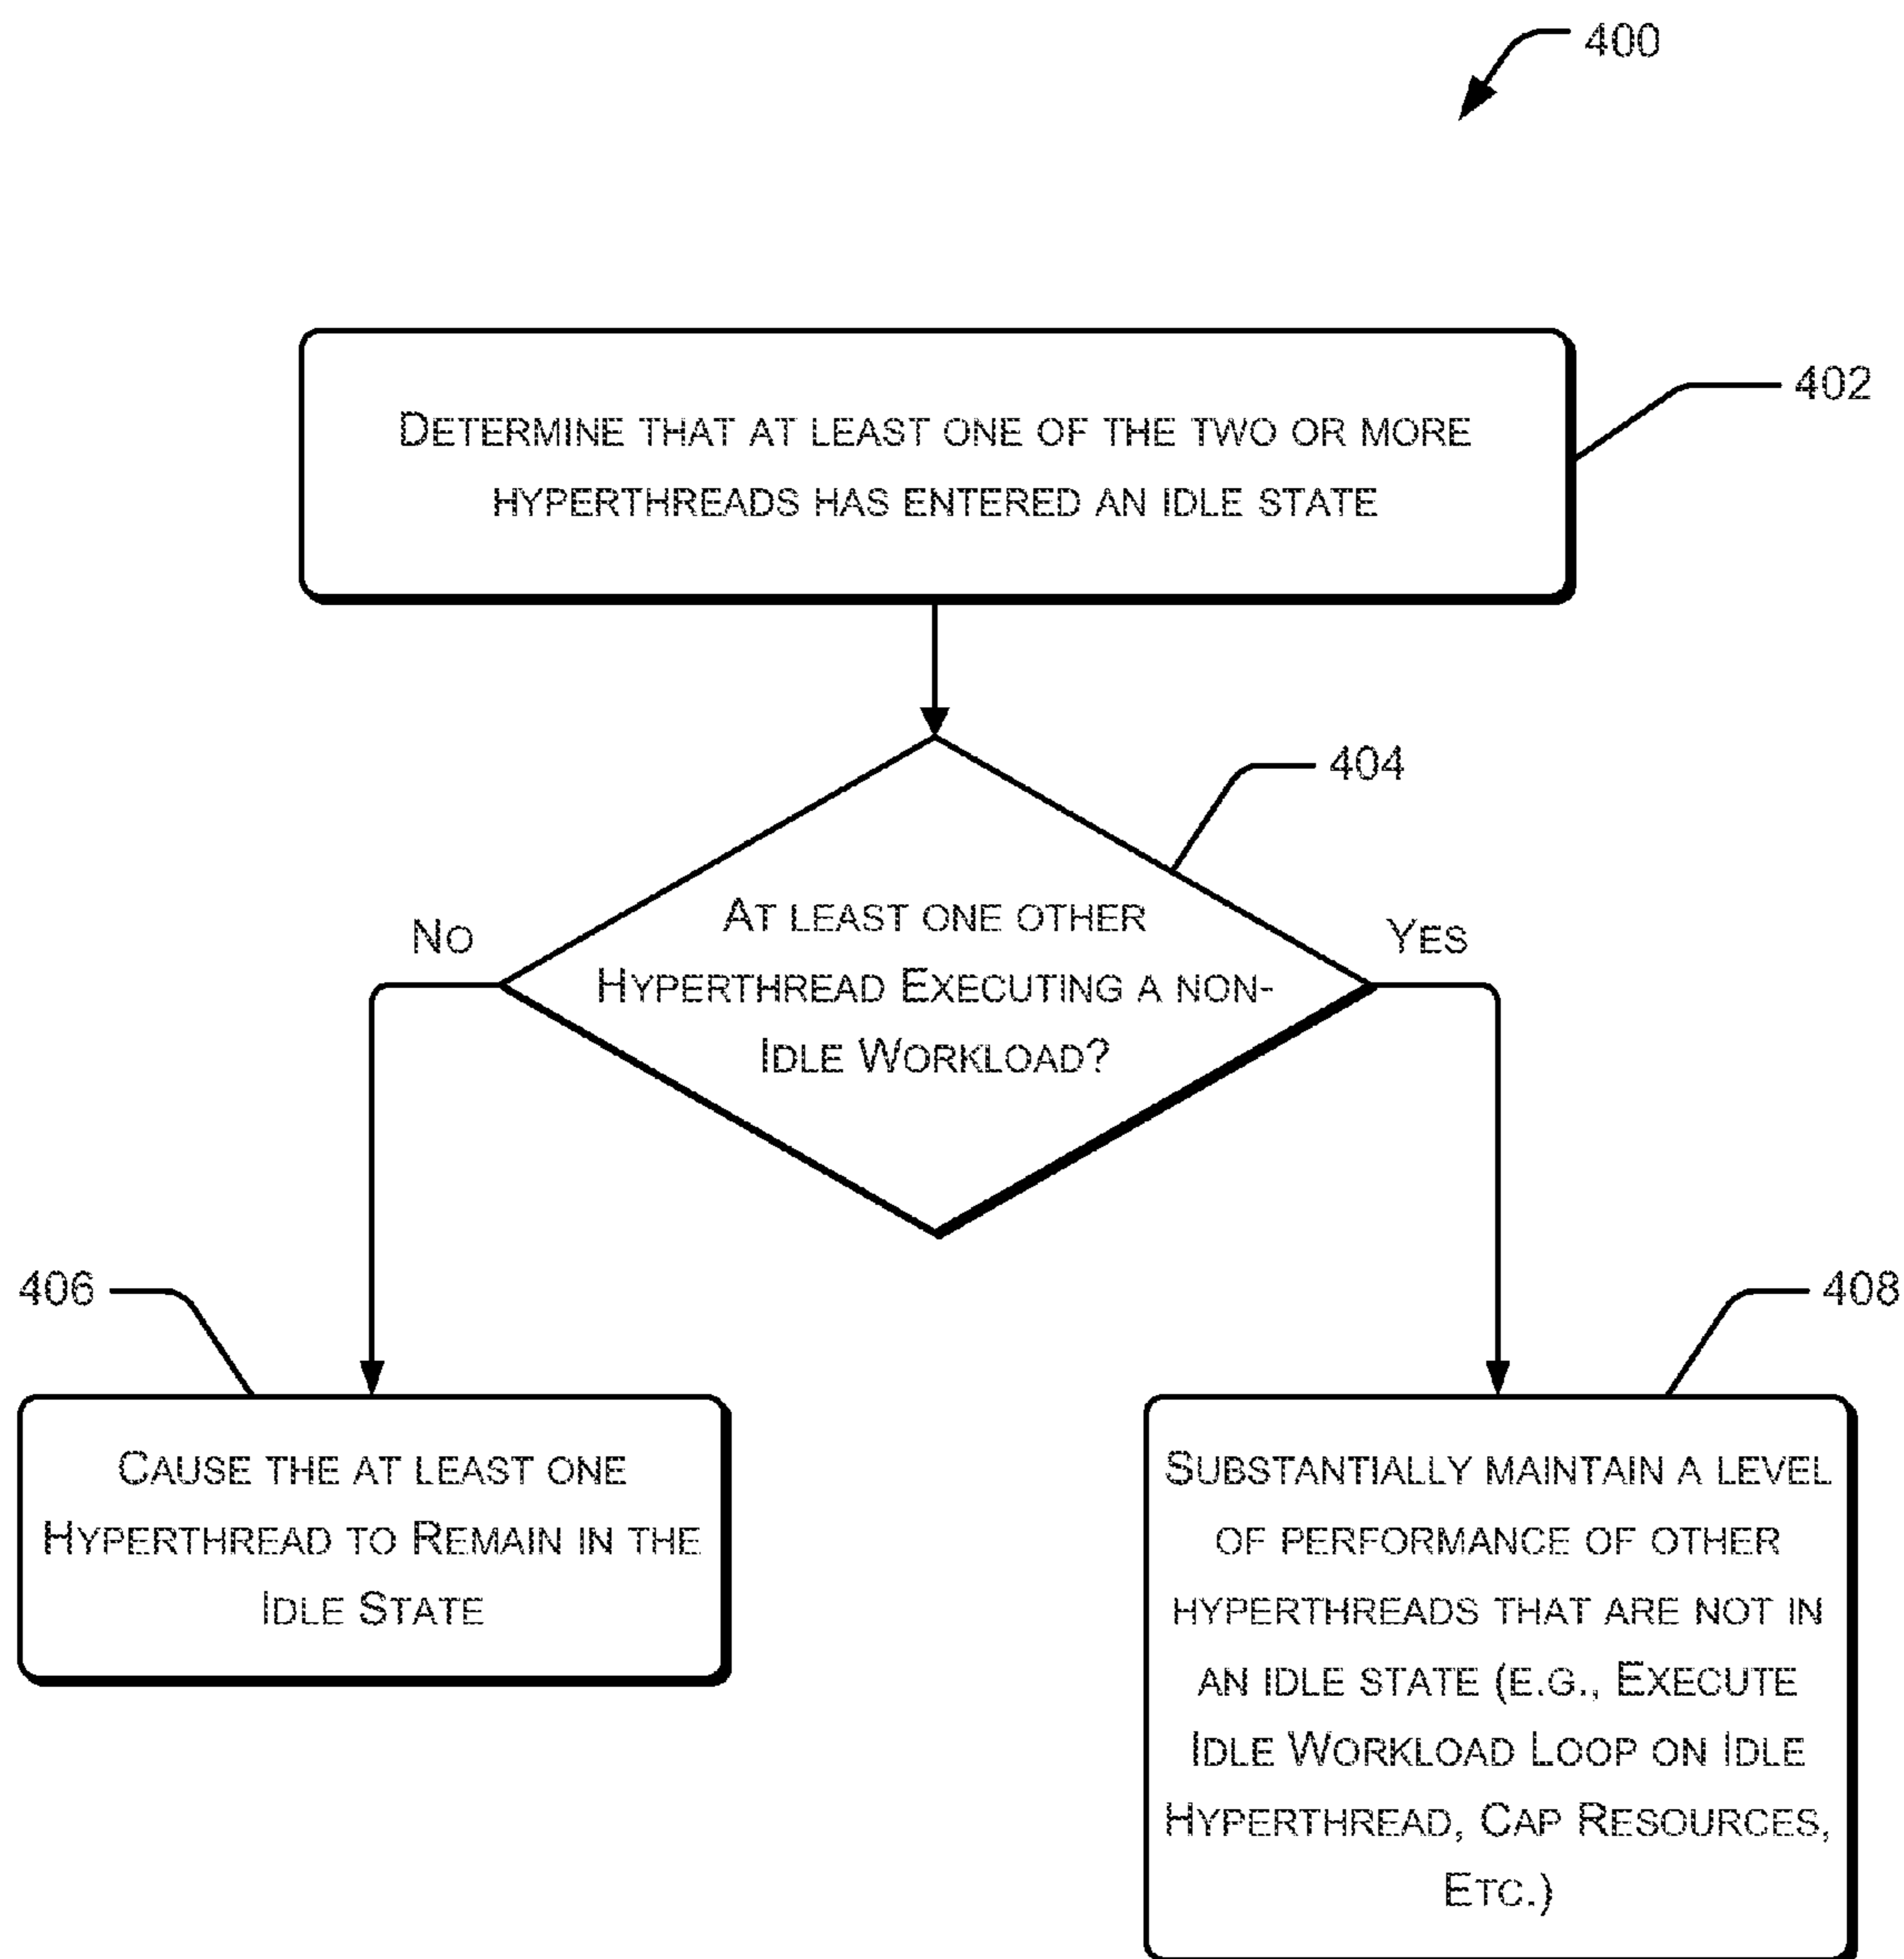 400
DETERMINE THAT AT LEAST ONE OF THE TWO OR MORE
HYPERTHREADS HAS ENTERED AN IDLE STATE
402
404
AT LEAST ONE OTHER
HYPERTHREAD EXECUTING A NON-
IDLE WORKLOAD?
NO
YES
406
408
CAUSE THE AT LEAST ONE
HYPERTHREAD TO REMAIN IN THE
IDLE STATE
SUBSTANTIALLY MAINTAIN A LEVEL
OF PERFORMANCE OF OTHER
HYPERTHREADS THAT ARE NOT IN
AN IDLE STATE (E.G., EXECUTE
IDLE WORKLOAD LOOP ON IDLE
HYPERTHREAD, CAP RESOURCES,
ETC.)